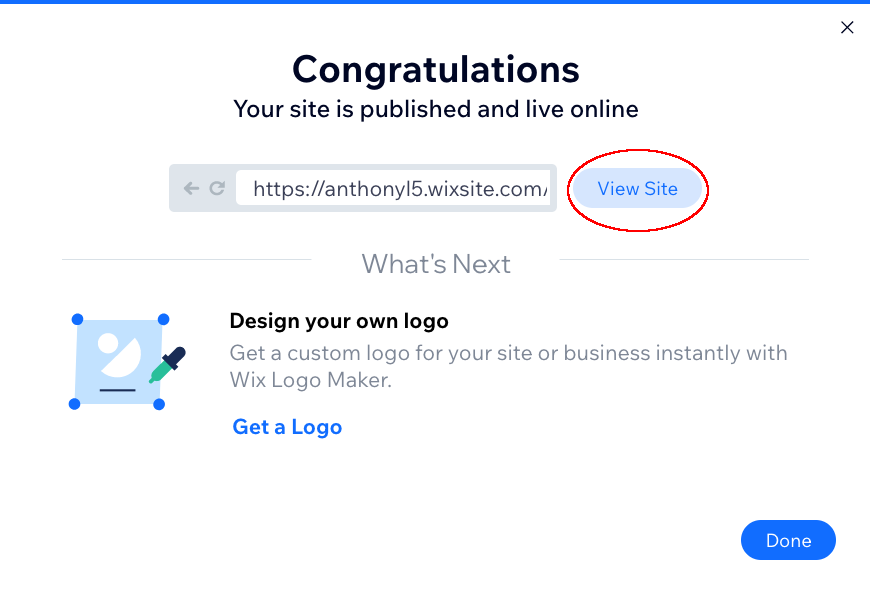 Congratulations
Your site is published and live online
https://anthonyl5.wixsite.com/
View Site
What's Next
Design your own logo
Get a custom logo for your site or business instantly with
Wix Logo Maker.
Get a Logo
Done